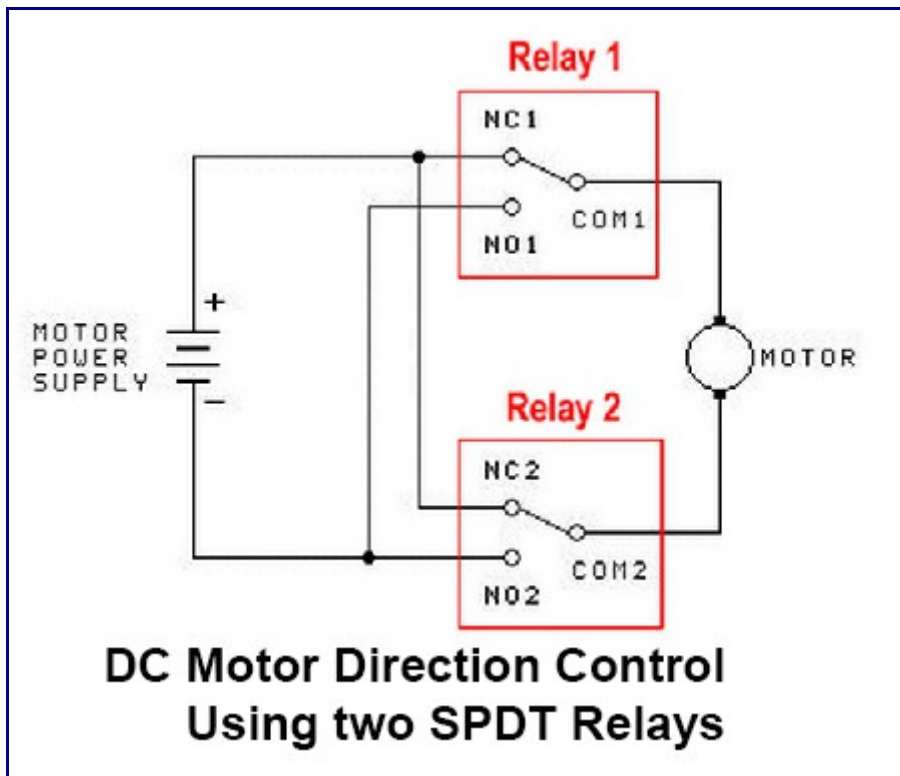 Relay 1
NC1
COM1
NO1
+
MOTOR
POWER
SUPPLY
-
MOTOR
Relay 2
NC2
COM2
NO2
DC Motor Direction Control
Using two SPDT Relays